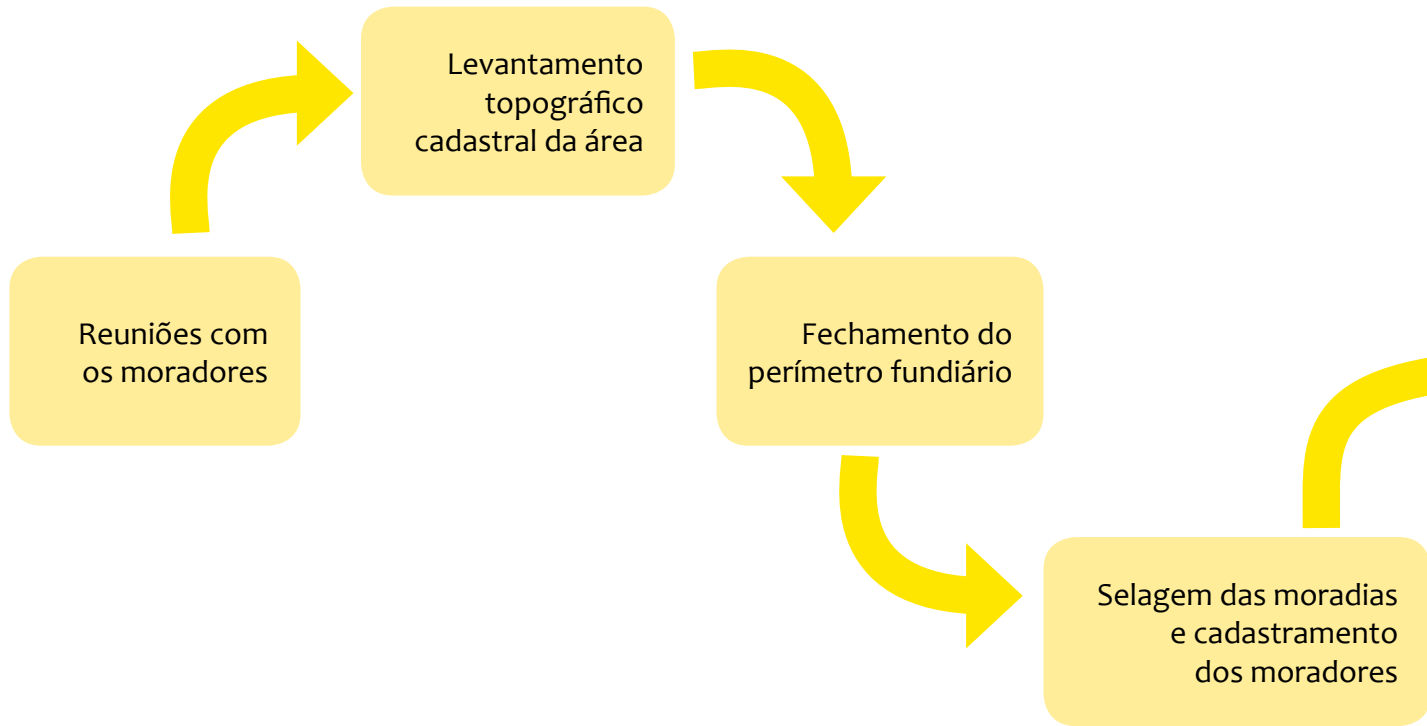 Reuniões com
os moradores
Levantamento
topográfico
cadastral da área
Fechamento do
perímetro fundiário
Selagem das moradias
e cadastramento
dos moradores